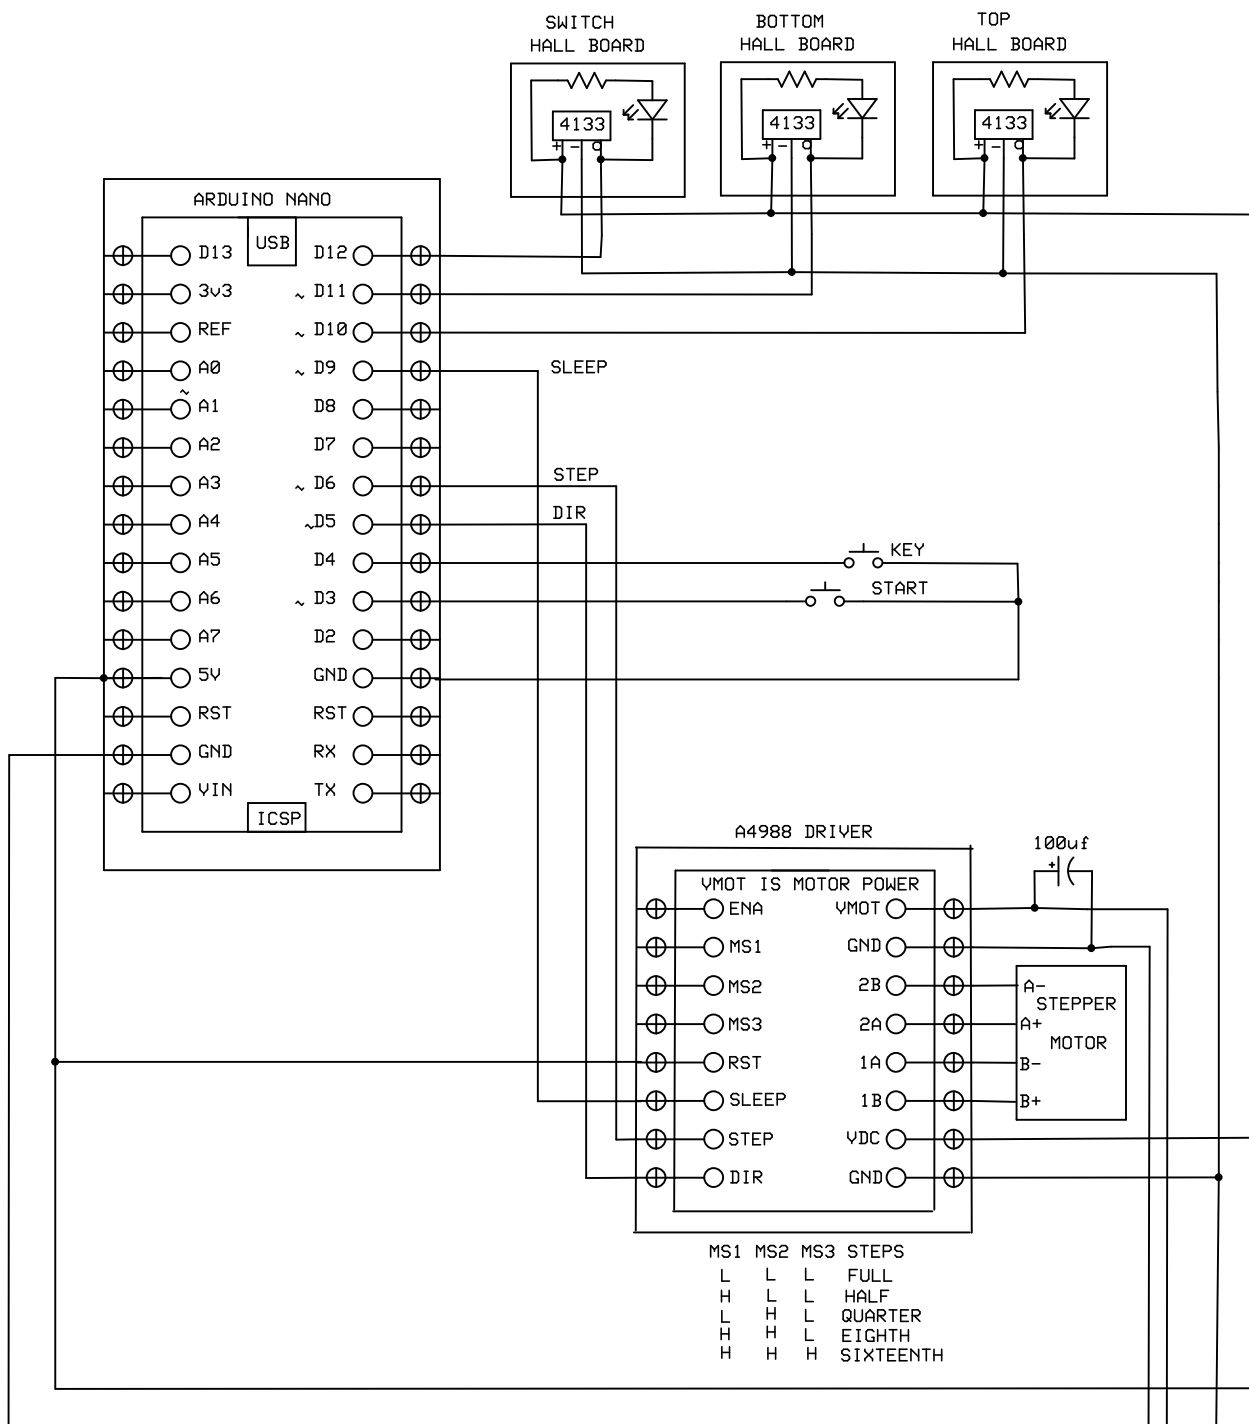 SWITCH
HALL BOARD
BOTTOM
HALL BOARD
TOP
HALL BOARD
4133
+ - O
4133
+ - O
4133
+ - O
ARDUINO NANO
USB
D13
3v3
REF
A0
~
A1
A2
A3
A4
A5
A6
A7
5V
RST
GND
VIN
D12
~ D11
~ D10
~ D9
D8
D7
~ D6
~D5
D4
~ D3
D2
GND
RST
RX
TX
ICSP
SLEEP
STEP
DIR
KEY
START
A4988 DRIVER
100uf
+
VMOT IS MOTOR POWER
ENA
MS1
MS2
MS3
RST
SLEEP
STEP
DIR
VMOT
GND
2B
2A
1A
1B
VDC
GND
A-
STEPPER
A+
MOTOR
B-
B+
MS1 MS2 MS3 STEPS
L L L FULL
H L L HALF
L H L QUARTER
H H L EIGHTH
H H H SIXTEENTH